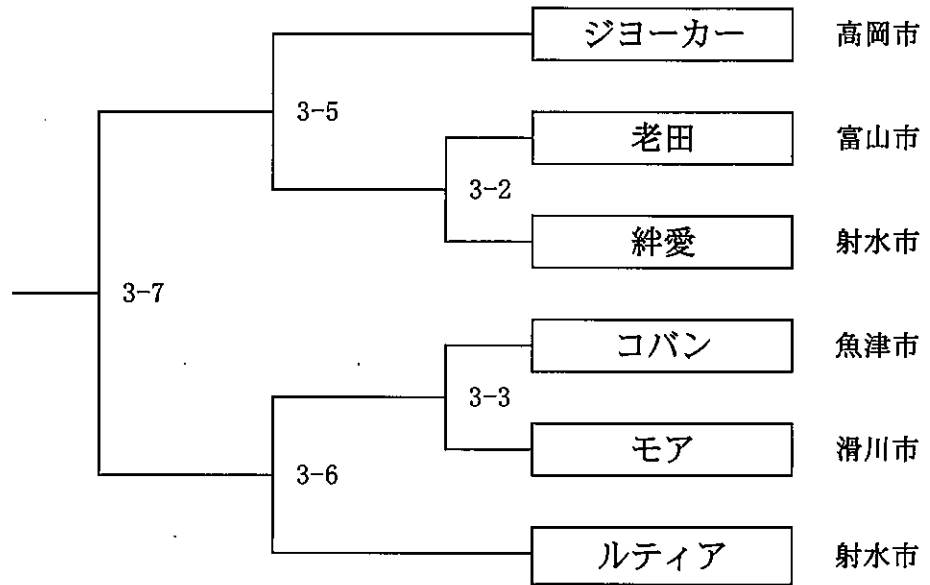 ジヨーカー 高岡市
3-5
老田 富山市
3-2
絆愛 射水市
3-7
コバン 魚津市
3-3
モア 滑川市
3-6
ルティア 射水市